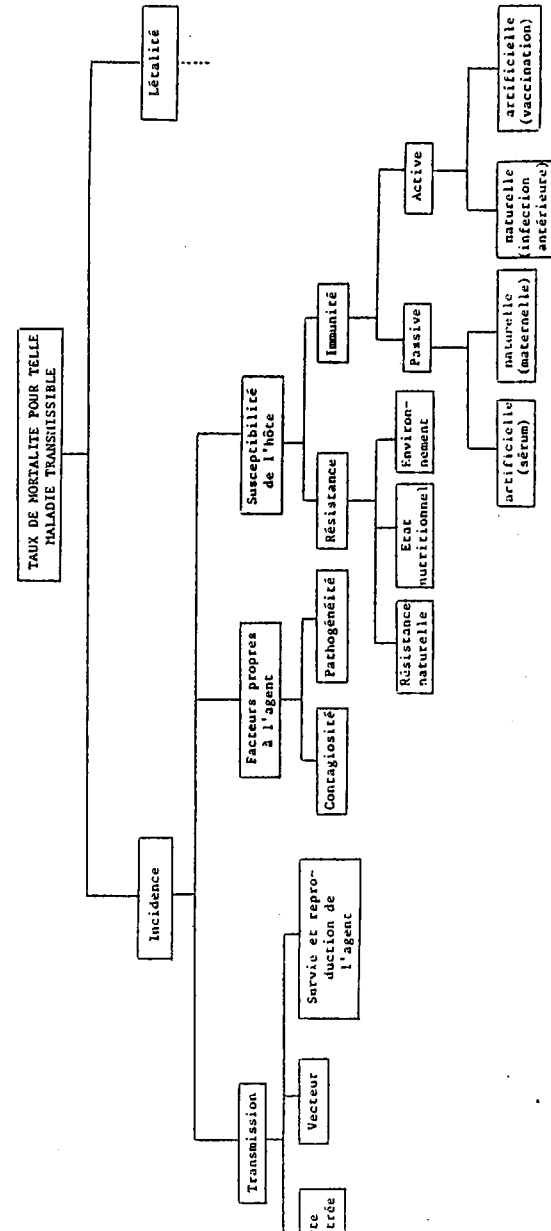 TAUX DE MORTALITE POUR TELLE
MALADIE TRANSMISSIBLE
Incidence
Létalité
Transmission
Facteurs propres
à l'agent
Susceptibilité
de l'hôte
te
trée
Vecteur
Survie et repro-
duction de
l'agent
Contagiosité
Pathogénéité
Résistance
Immunité
Résistance
naturelle
Etat
nutritionnel
Environ-
nement
Passive
Active
artificielle
(sérum)
naturelle
(maternelle)
naturelle
(infection
antérieure)
artificielle
(vaccination)